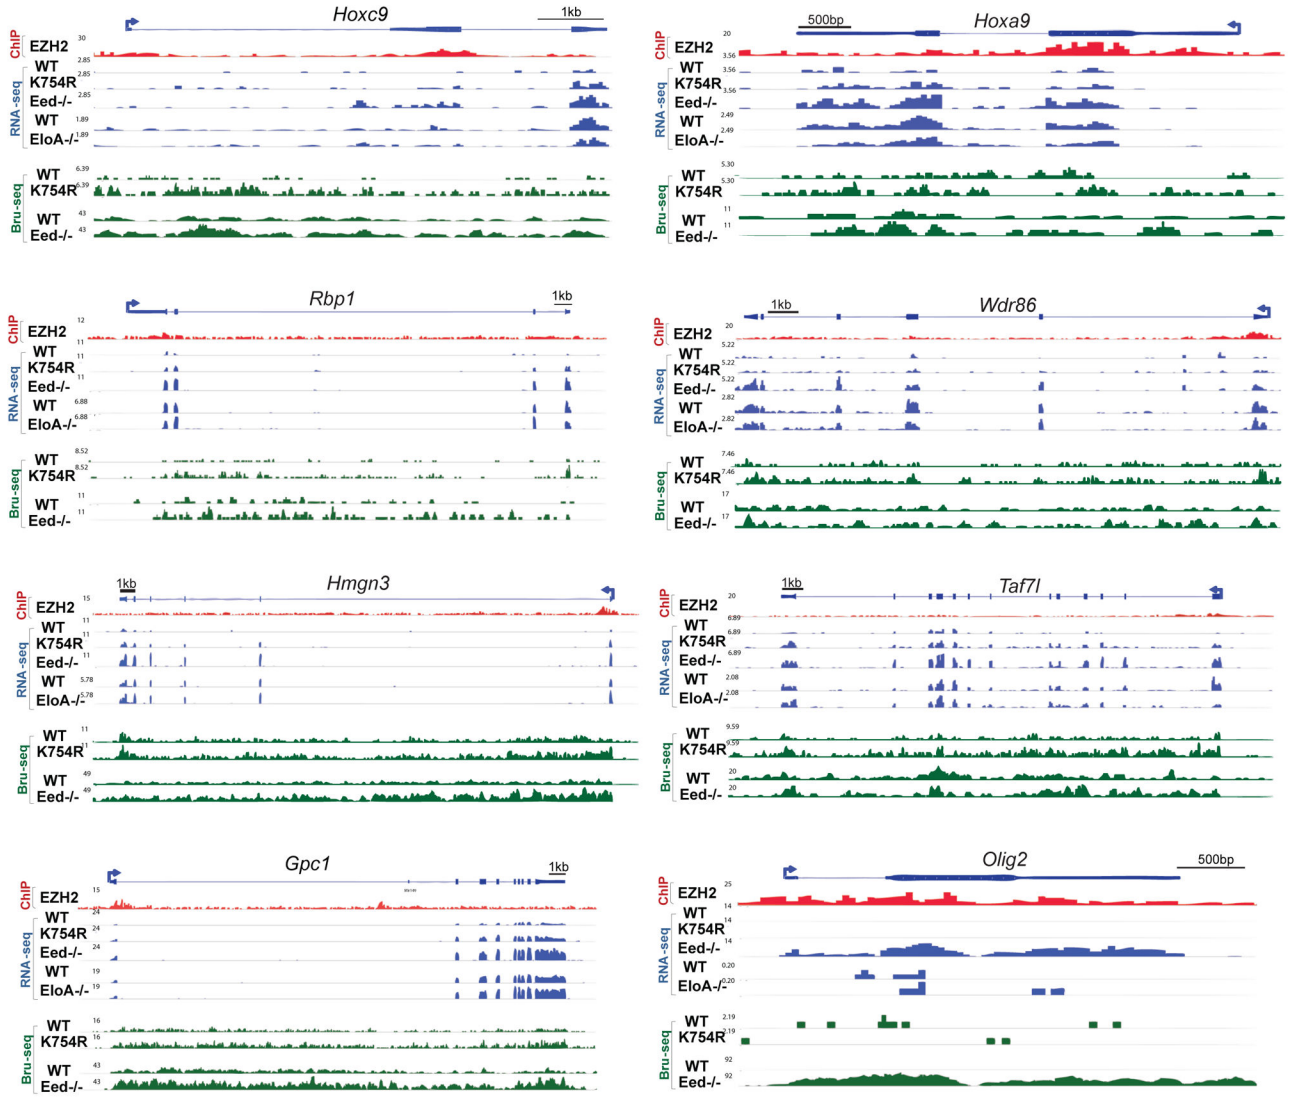 Hoxc9
1kb
ChIP
EZH2
30
RNA-seq
WT
2.85
K754R
2.85
Eed-/-
2.85
WT
1.89
EloA-/-
1.89
Bru-seq
WT
6.39
K754R
6.39
WT
43
Eed-/-
43
Hoxa9
500bp
ChIP
EZH2
20
RNA-seq
WT
3.56
K754R
3.56
Eed-/-
3.56
WT
2.49
EloA-/-
2.49
Bru-seq
WT
5.30
K754R
5.30
WT
11
Eed-/-
11
Rbp1
1kb
ChIP
EZH2
12
RNA-seq
WT
11
K754R
11
Eed-/-
11
WT
6.88
EloA-/-
6.88
Bru-seq
WT
8.52
K754R
8.52
WT
11
Eed-/-
11
Wdr86
1kb
ChIP
EZH2
20
RNA-seq
WT
5.22
K754R
5.22
Eed-/-
5.22
WT
2.82
EloA-/-
2.82
Bru-seq
WT
7.46
K754R
7.46
WT
17
Eed-/-
17
Hmgn3
1kb
ChIP
EZH2
15
RNA-seq
WT
11
K754R
11
Eed-/-
11
WT
5.78
EloA-/-
5.78
Bru-seq
WT
11
K754R
11
WT
49
Eed-/-
49
Taf7l
1kb
ChIP
EZH2
20
RNA-seq
WT
6.89
K754R
6.89
Eed-/-
6.89
WT
2.08
EloA-/-
2.08
Bru-seq
WT
9.59
K754R
9.59
WT
20
Eed-/-
20
Gpc1
1kb
ChIP
EZH2
15
RNA-seq
WT
24
K754R
24
Eed-/-
24
WT
19
EloA-/-
19
Bru-seq
WT
16
K754R
16
WT
43
Eed-/-
43
Olig2
500bp
ChIP
EZH2
25
RNA-seq
WT
14
K754R
14
Eed-/-
14
WT
0.20
EloA-/-
0.20
Bru-seq
WT
2.19
K754R
2.19
WT
92
Eed-/-
92